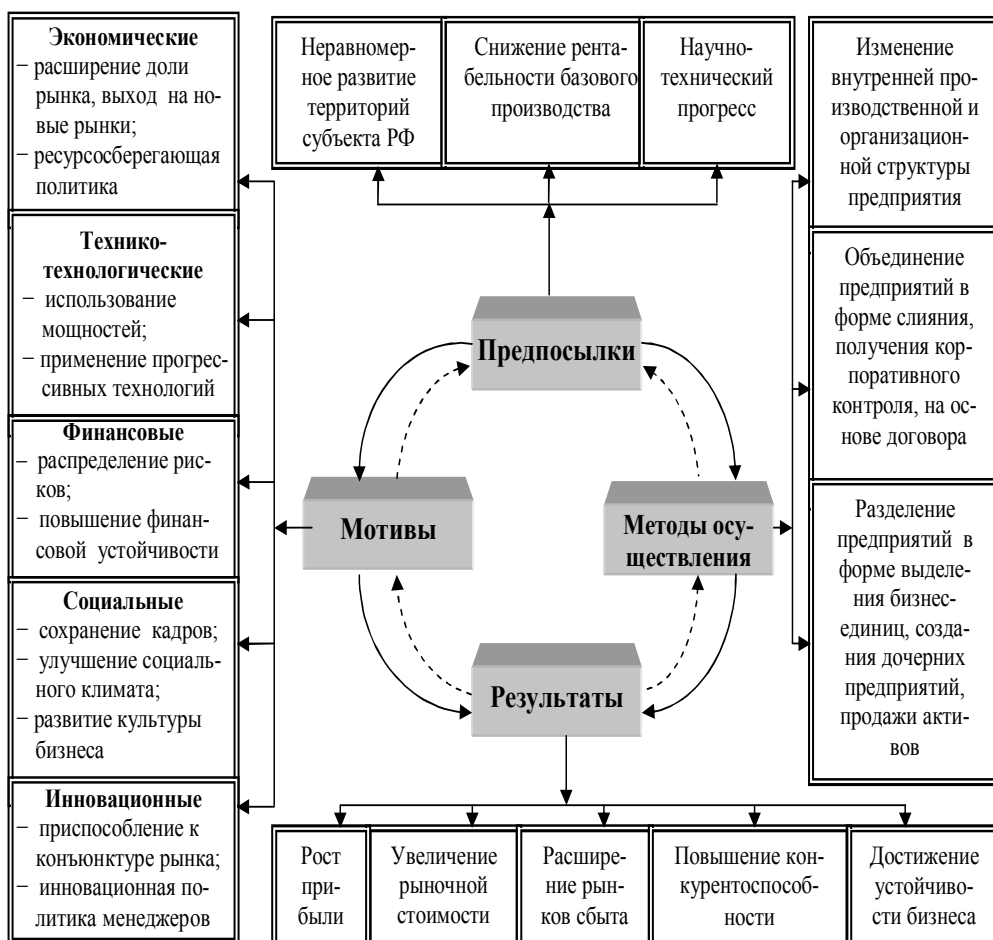 Экономические
− расширение доли
рынка, выход на но-
вые рынки;
− ресурсосберегающая
политика
Технико-
технологические
− использование
мощностей;
− применение прогрес-
сивных технологий
Финансовые
− распределение рис-
ков;
− повышение финан-
совой устойчивости
Социальные
− сохранение кадров;
− улучшение социаль-
ного климата;
− развитие культуры
бизнеса
Инновационные
− приспособление к
конъюнктуре рынка;
− инновационная по-
литика менеджеров
Неравномер-
ное развитие
территорий
субъекта РФ
Снижение рента-
бельности базового
производства
Научно-
технический
прогресс
Предпосылки
Мотивы
Методы осу-
ществления
Результаты
Изменение
внутренней про-
изводственной и
организацион-
ной структуры
предприятия
Объединение
предприятий в
форме слияния,
получения кор-
поративного
контроля, на ос-
нове договора
Разделение
предприятий в
форме выделе-
ния бизнес-
единиц, созда-
ния дочерних
предприятий,
продажи акти-
вов
Рост
при-
были
Увеличение
рыночной
стоимости
Расшире-
ние рын-
ков сбыта
Повышение кон-
курентоспособ-
ности
Достижение
устойчиво-
сти бизнеса